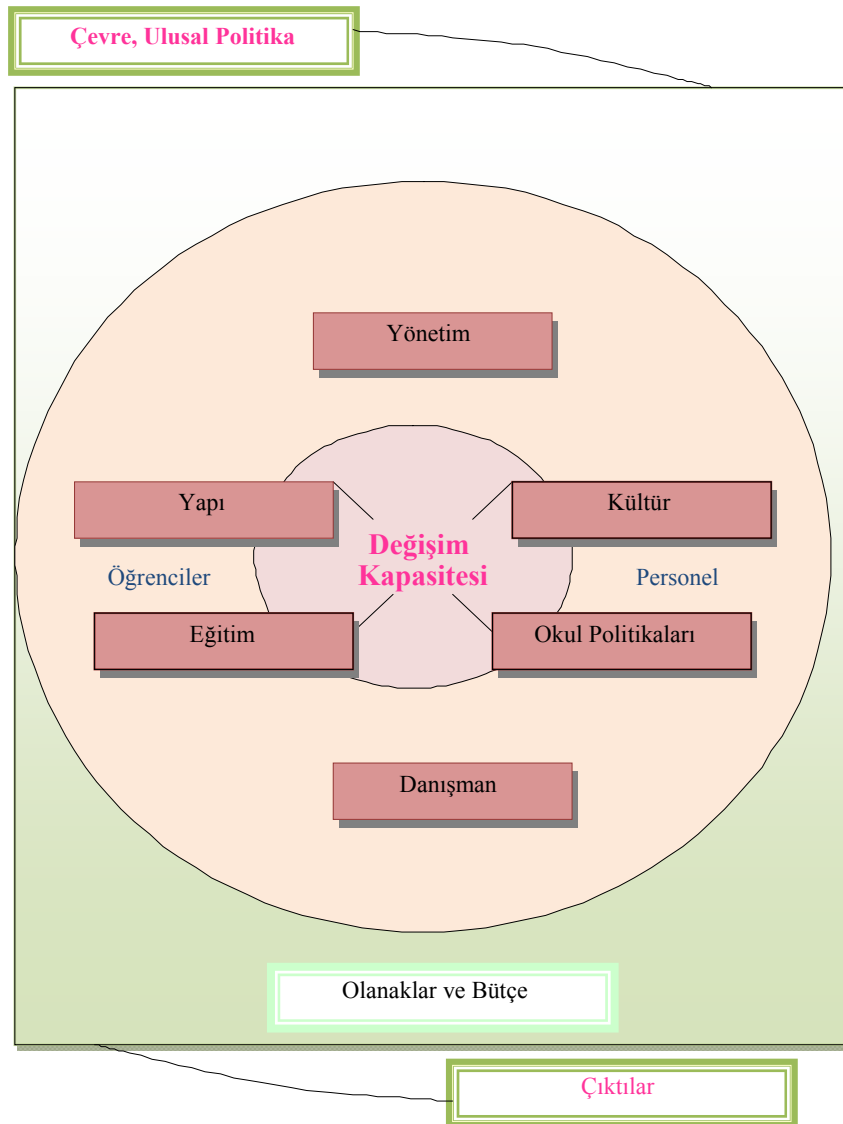 Çevre, Ulusal Politika
Yönetim
Yapı
Kültür
Değişim
Kapasitesi
Öğrenciler
Personel
Eğitim
Okul Politikaları
Danışman
Olanaklar ve Bütçe
Çıktılar